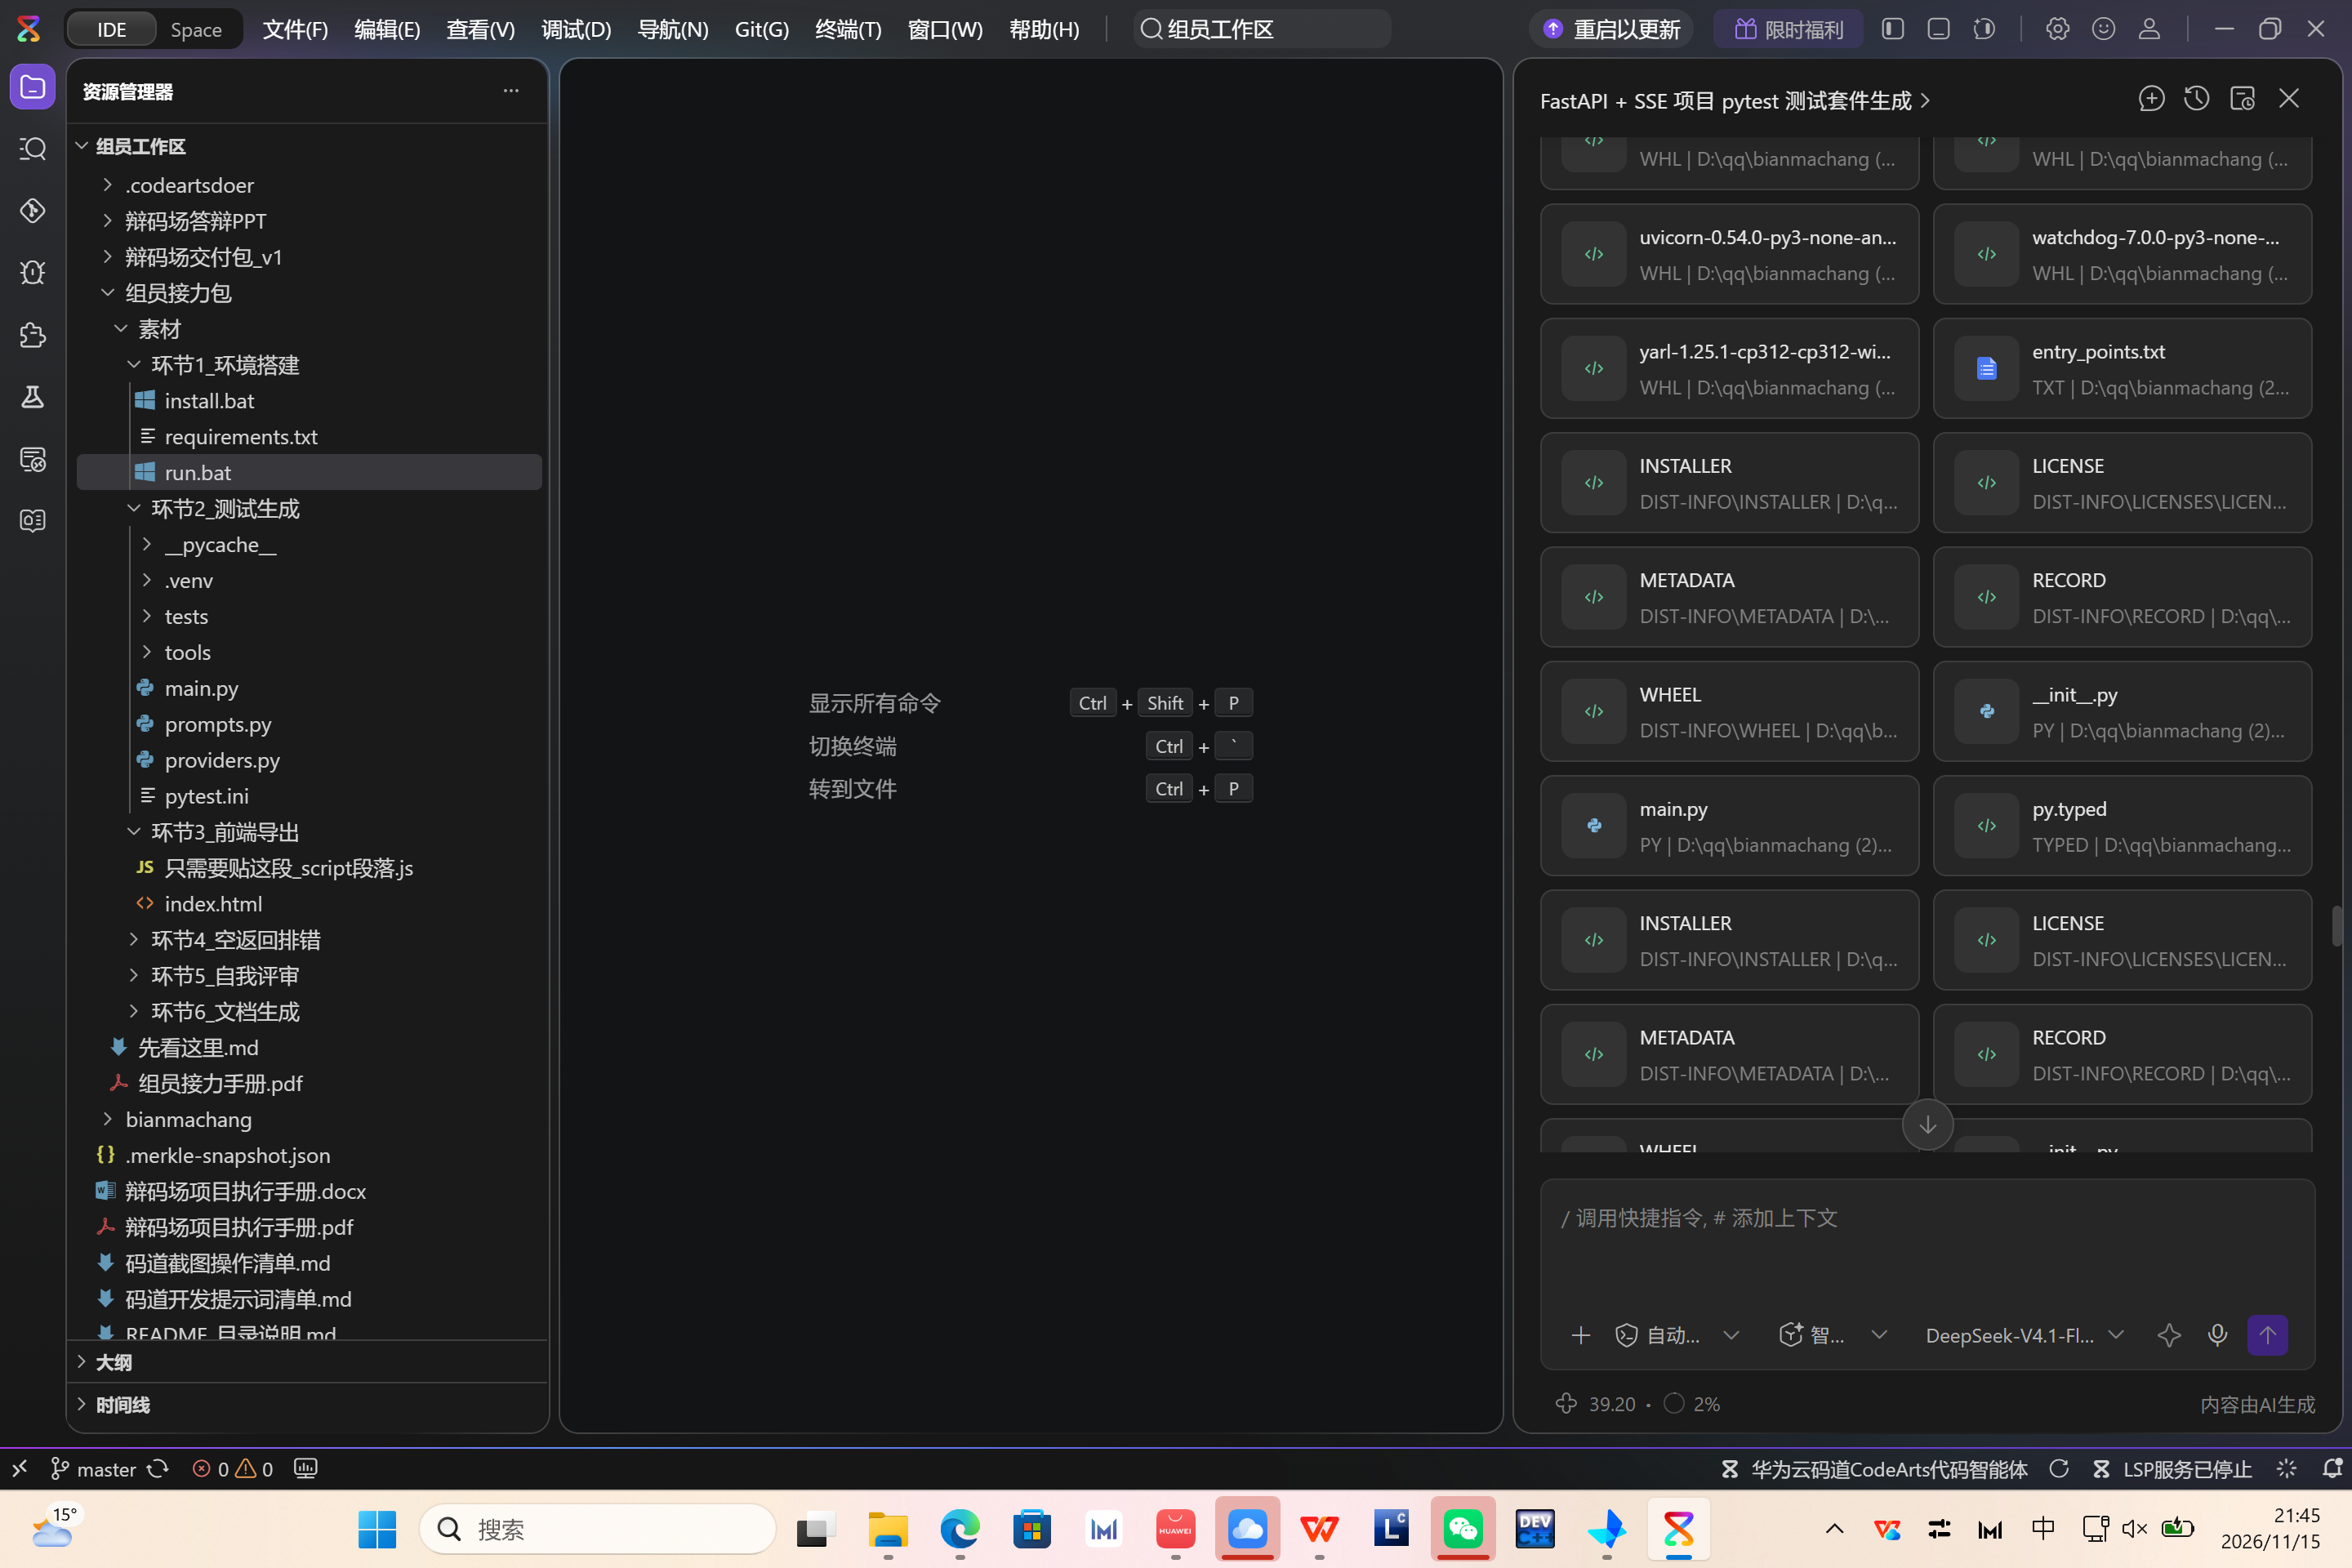 IDE
Space
文件(F)
编辑(E)
查看(V)
调试(D)
导航(N)
Git(G)
终端(T)
窗口(W)
帮助(H)
组员工作区
重启以更新
限时福利
资源管理器
组员工作区
.codeartsdoer
辩码场答辩PPT
辩码场交付包_v1
组员接力包
素材
环节1_环境搭建
install.bat
requirements.txt
run.bat
环节2_测试生成
__pycache__
.venv
tests
tools
main.py
prompts.py
providers.py
pytest.ini
环节3_前端导出
JS 只需要贴这段_script段落.js
index.html
环节4_空返回排错
环节5_自我评审
环节6_文档生成
先看这里.md
组员接力手册.pdf
bianmachang
.merkle-snapshot.json
辩码场项目执行手册.docx
辩码场项目执行手册.pdf
码道截图操作清单.md
码道开发提示词清单.md
README_目录说明.md
大纲
时间线
显示所有命令 Ctrl + Shift + P
切换终端 Ctrl + `
转到文件 Ctrl + P
FastAPI + SSE 项目 pytest 测试套件生成
WHL | D:\qq\bianmachang (...
WHL | D:\qq\bianmachang (...
uvicorn-0.54.0-py3-none-an...
WHL | D:\qq\bianmachang (...
watchdog-7.0.0-py3-none-...
WHL | D:\qq\bianmachang (...
yarl-1.25.1-cp312-cp312-wi...
WHL | D:\qq\bianmachang (...
entry_points.txt
TXT | D:\qq\bianmachang (2...
INSTALLER
DIST-INFO\INSTALLER | D:\q...
LICENSE
DIST-INFO\LICENSES\LICEN...
METADATA
DIST-INFO\METADATA | D:\...
RECORD
DIST-INFO\RECORD | D:\qq\...
WHEEL
DIST-INFO\WHEEL | D:\qq\b...
__init__.py
PY | D:\qq\bianmachang (2)...
main.py
PY | D:\qq\bianmachang (2)...
py.typed
TYPED | D:\qq\bianmachang...
INSTALLER
DIST-INFO\INSTALLER | D:\q...
LICENSE
DIST-INFO\LICENSES\LICEN...
METADATA
DIST-INFO\METADATA | D:\...
RECORD
DIST-INFO\RECORD | D:\qq\...
WHEEL
__init__.py
/ 调用快捷指令, # 添加上下文
自动...
智...
DeepSeek-V4.1-Fl...
39.20 • 2%
内容由AI生成
master
0
0
华为云码道CodeArts代码智能体
LSP服务已停止
15°
搜索
HUAWEI
L C
DEV C++
中
21:45
2026/11/15